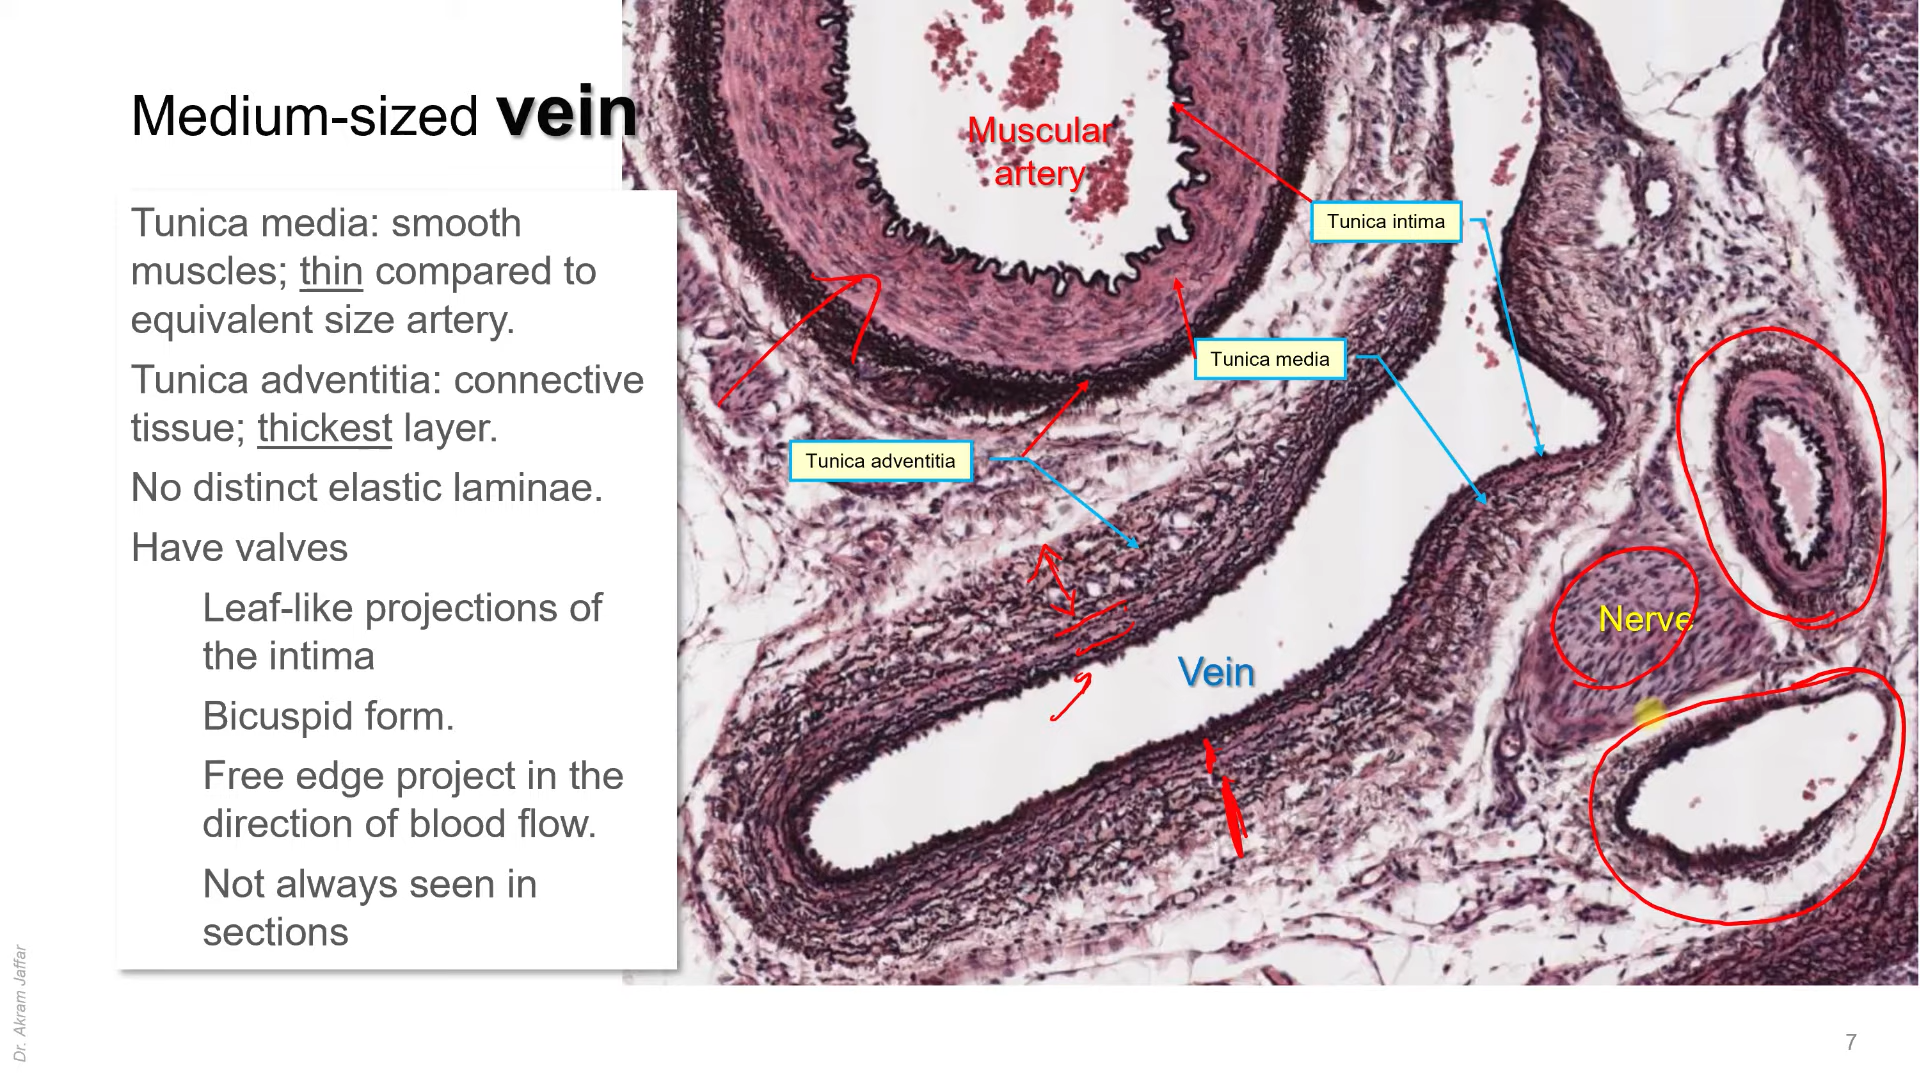 Medium-sized vein
Tunica media: smooth
muscles; thin compared to
equivalent size artery.
Tunica adventitia: connective
tissue; thickest layer.
No distinct elastic laminae.
Have valves
Leaf-like projections of
the intima
Bicuspid form.
Free edge project in the
direction of blood flow.
Not always seen in
sections
Muscular
artery
Tunica intima
Tunica media
Tunica adventitia
Nerve
Vein
Dr. Akram Jaffar
7